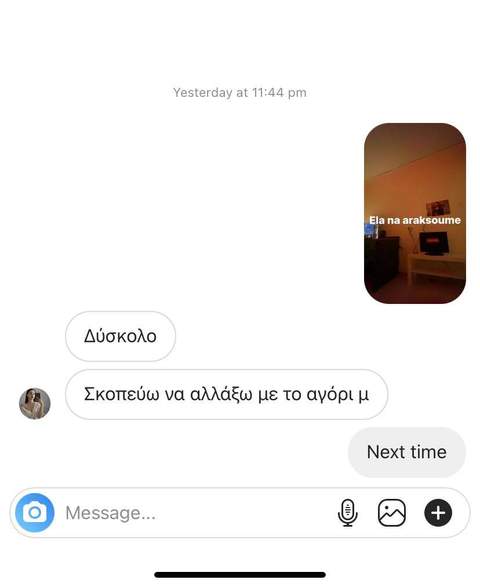 Yesterday at 11:44 pm
Ela na araksoume
Δύσκολο
Σκοπεύω να αλλάξω με το αγόρι μ
Next time
Message...